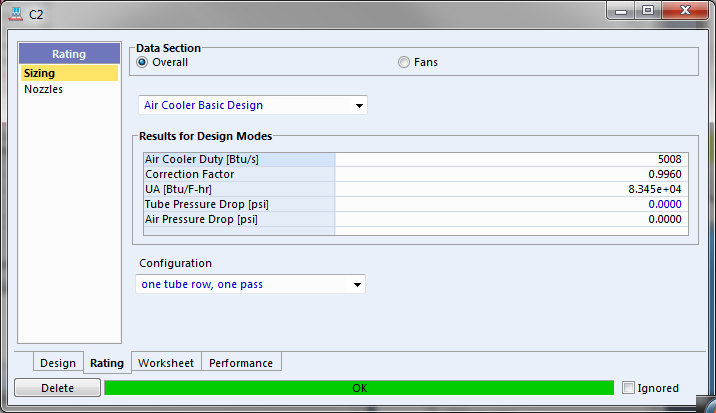 C2
Rating
Sizing
Nozzles
Data Section
Overall Fans
Air Cooler Basic Design
Results for Design Modes
Air Cooler Duty [Btu/s] 5008
Correction Factor 0.9960
UA [Btu/F-hr] 8.345e+04
Tube Pressure Drop [psi] 0.0000
Air Pressure Drop [psi] 0.0000
Configuration
one tube row, one pass
Design Rating Worksheet Performance
Delete OK Ignored